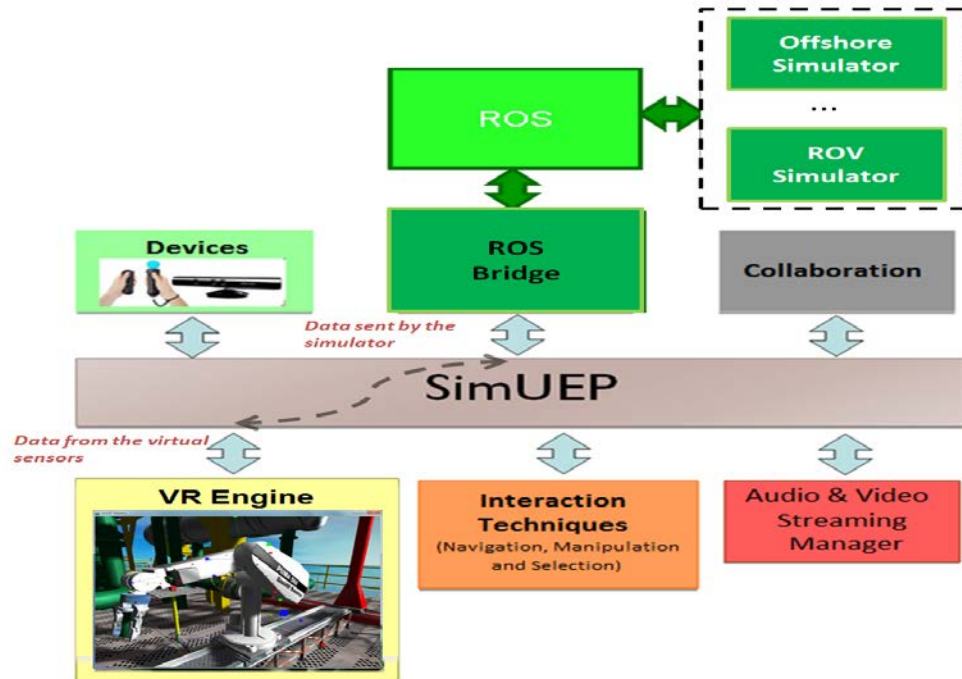 Offshore
Simulator
...
ROV
Simulator
ROS
Devices
ROS
Bridge
Collaboration
Data sent by the
simulator
SimUEP
Data from the virtual
sensors
VR Engine
Interaction
Techniques
(Navigation, Manipulation
and Selection)
Audio & Video
Streaming
Manager